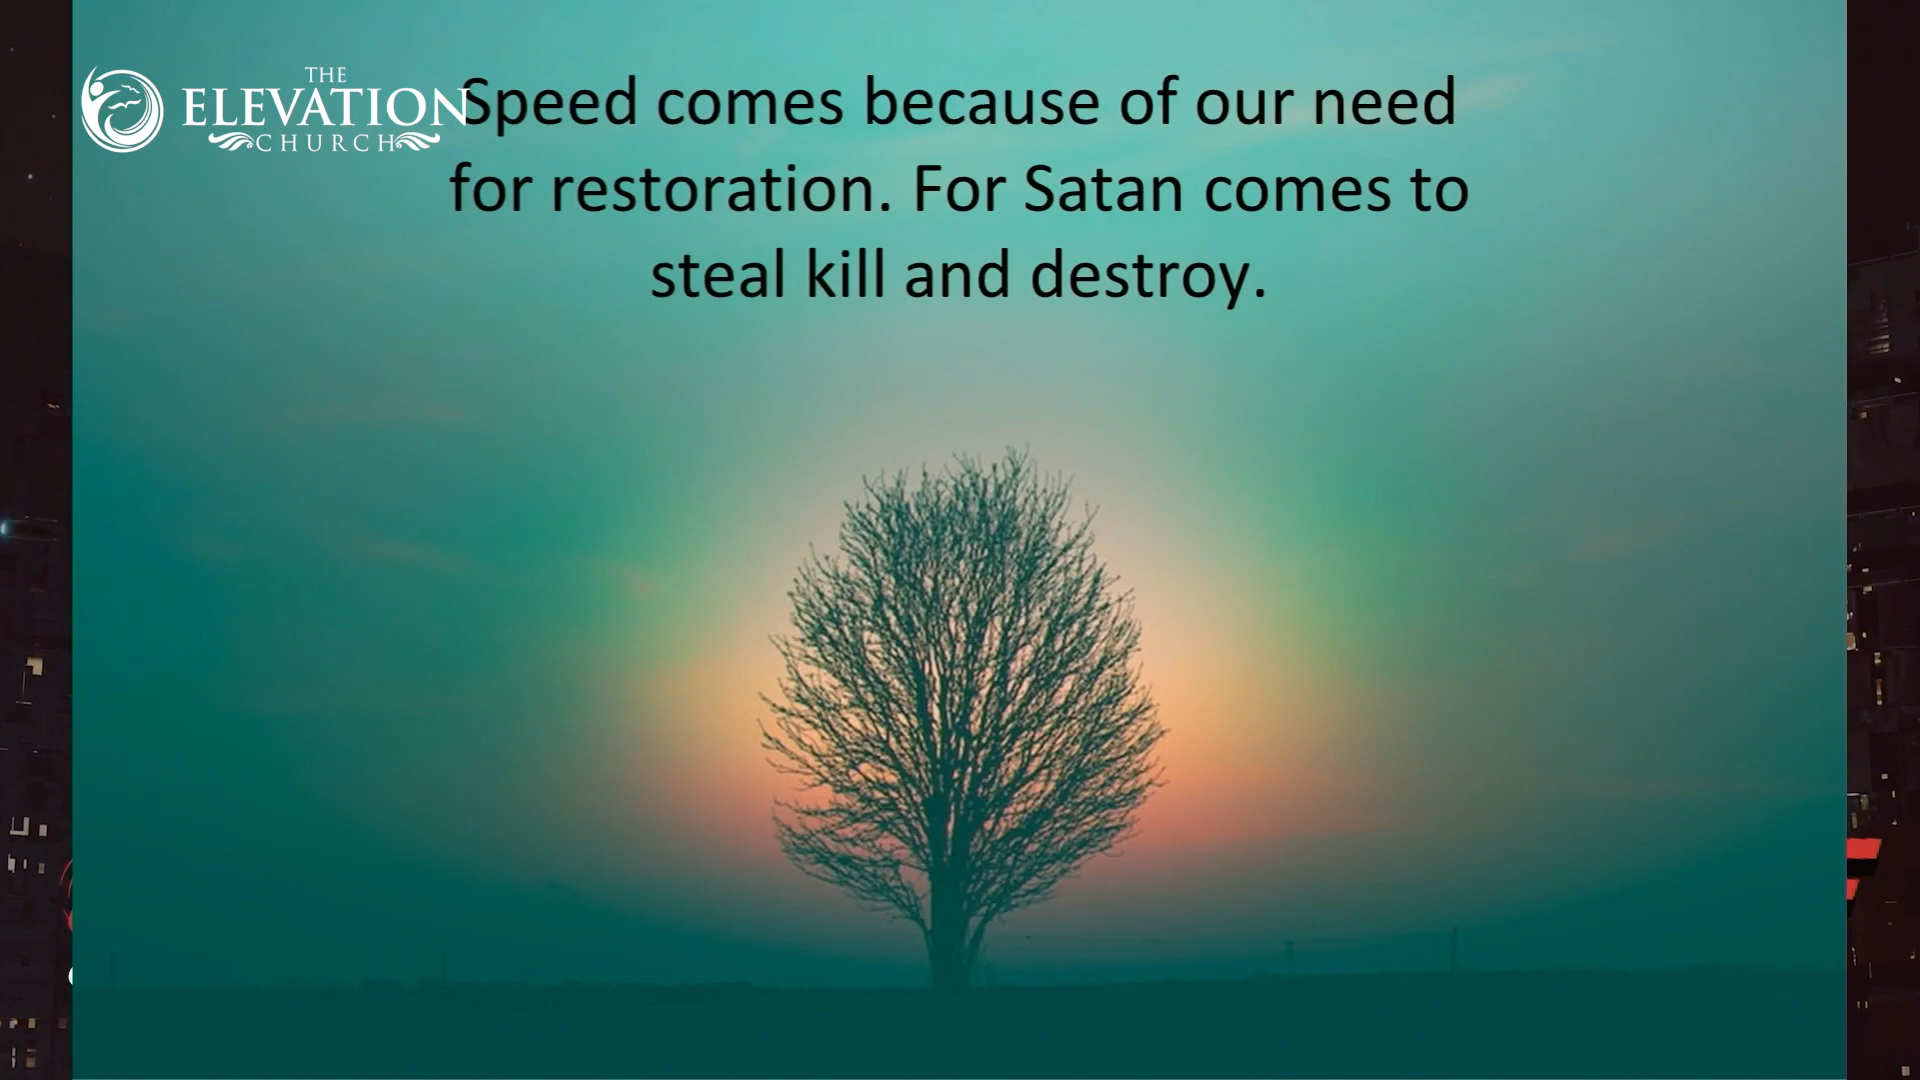 THE
ELEVATION
CHURCH
Speed comes because of our need
for restoration. For Satan comes to
steal kill and destroy.